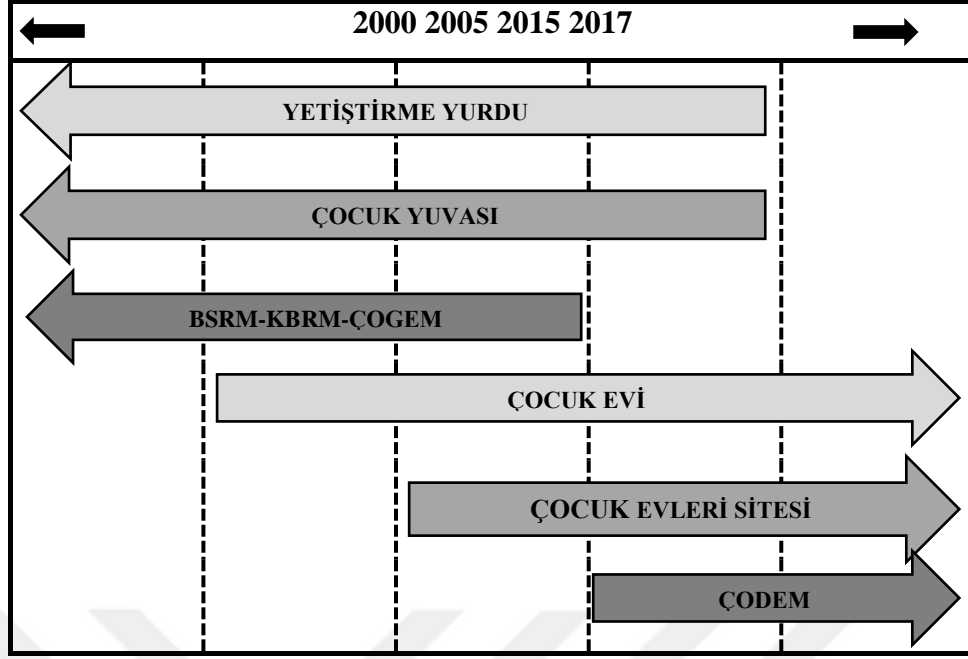 2000 2005 2015 2017
YETİŞTİRME YURDU
ÇOCUK YUVASI
BSRM-KBRM-ÇOGEM
ÇOCUK EVİ
ÇOCUK EVLERİ SİTESİ
ÇODEM